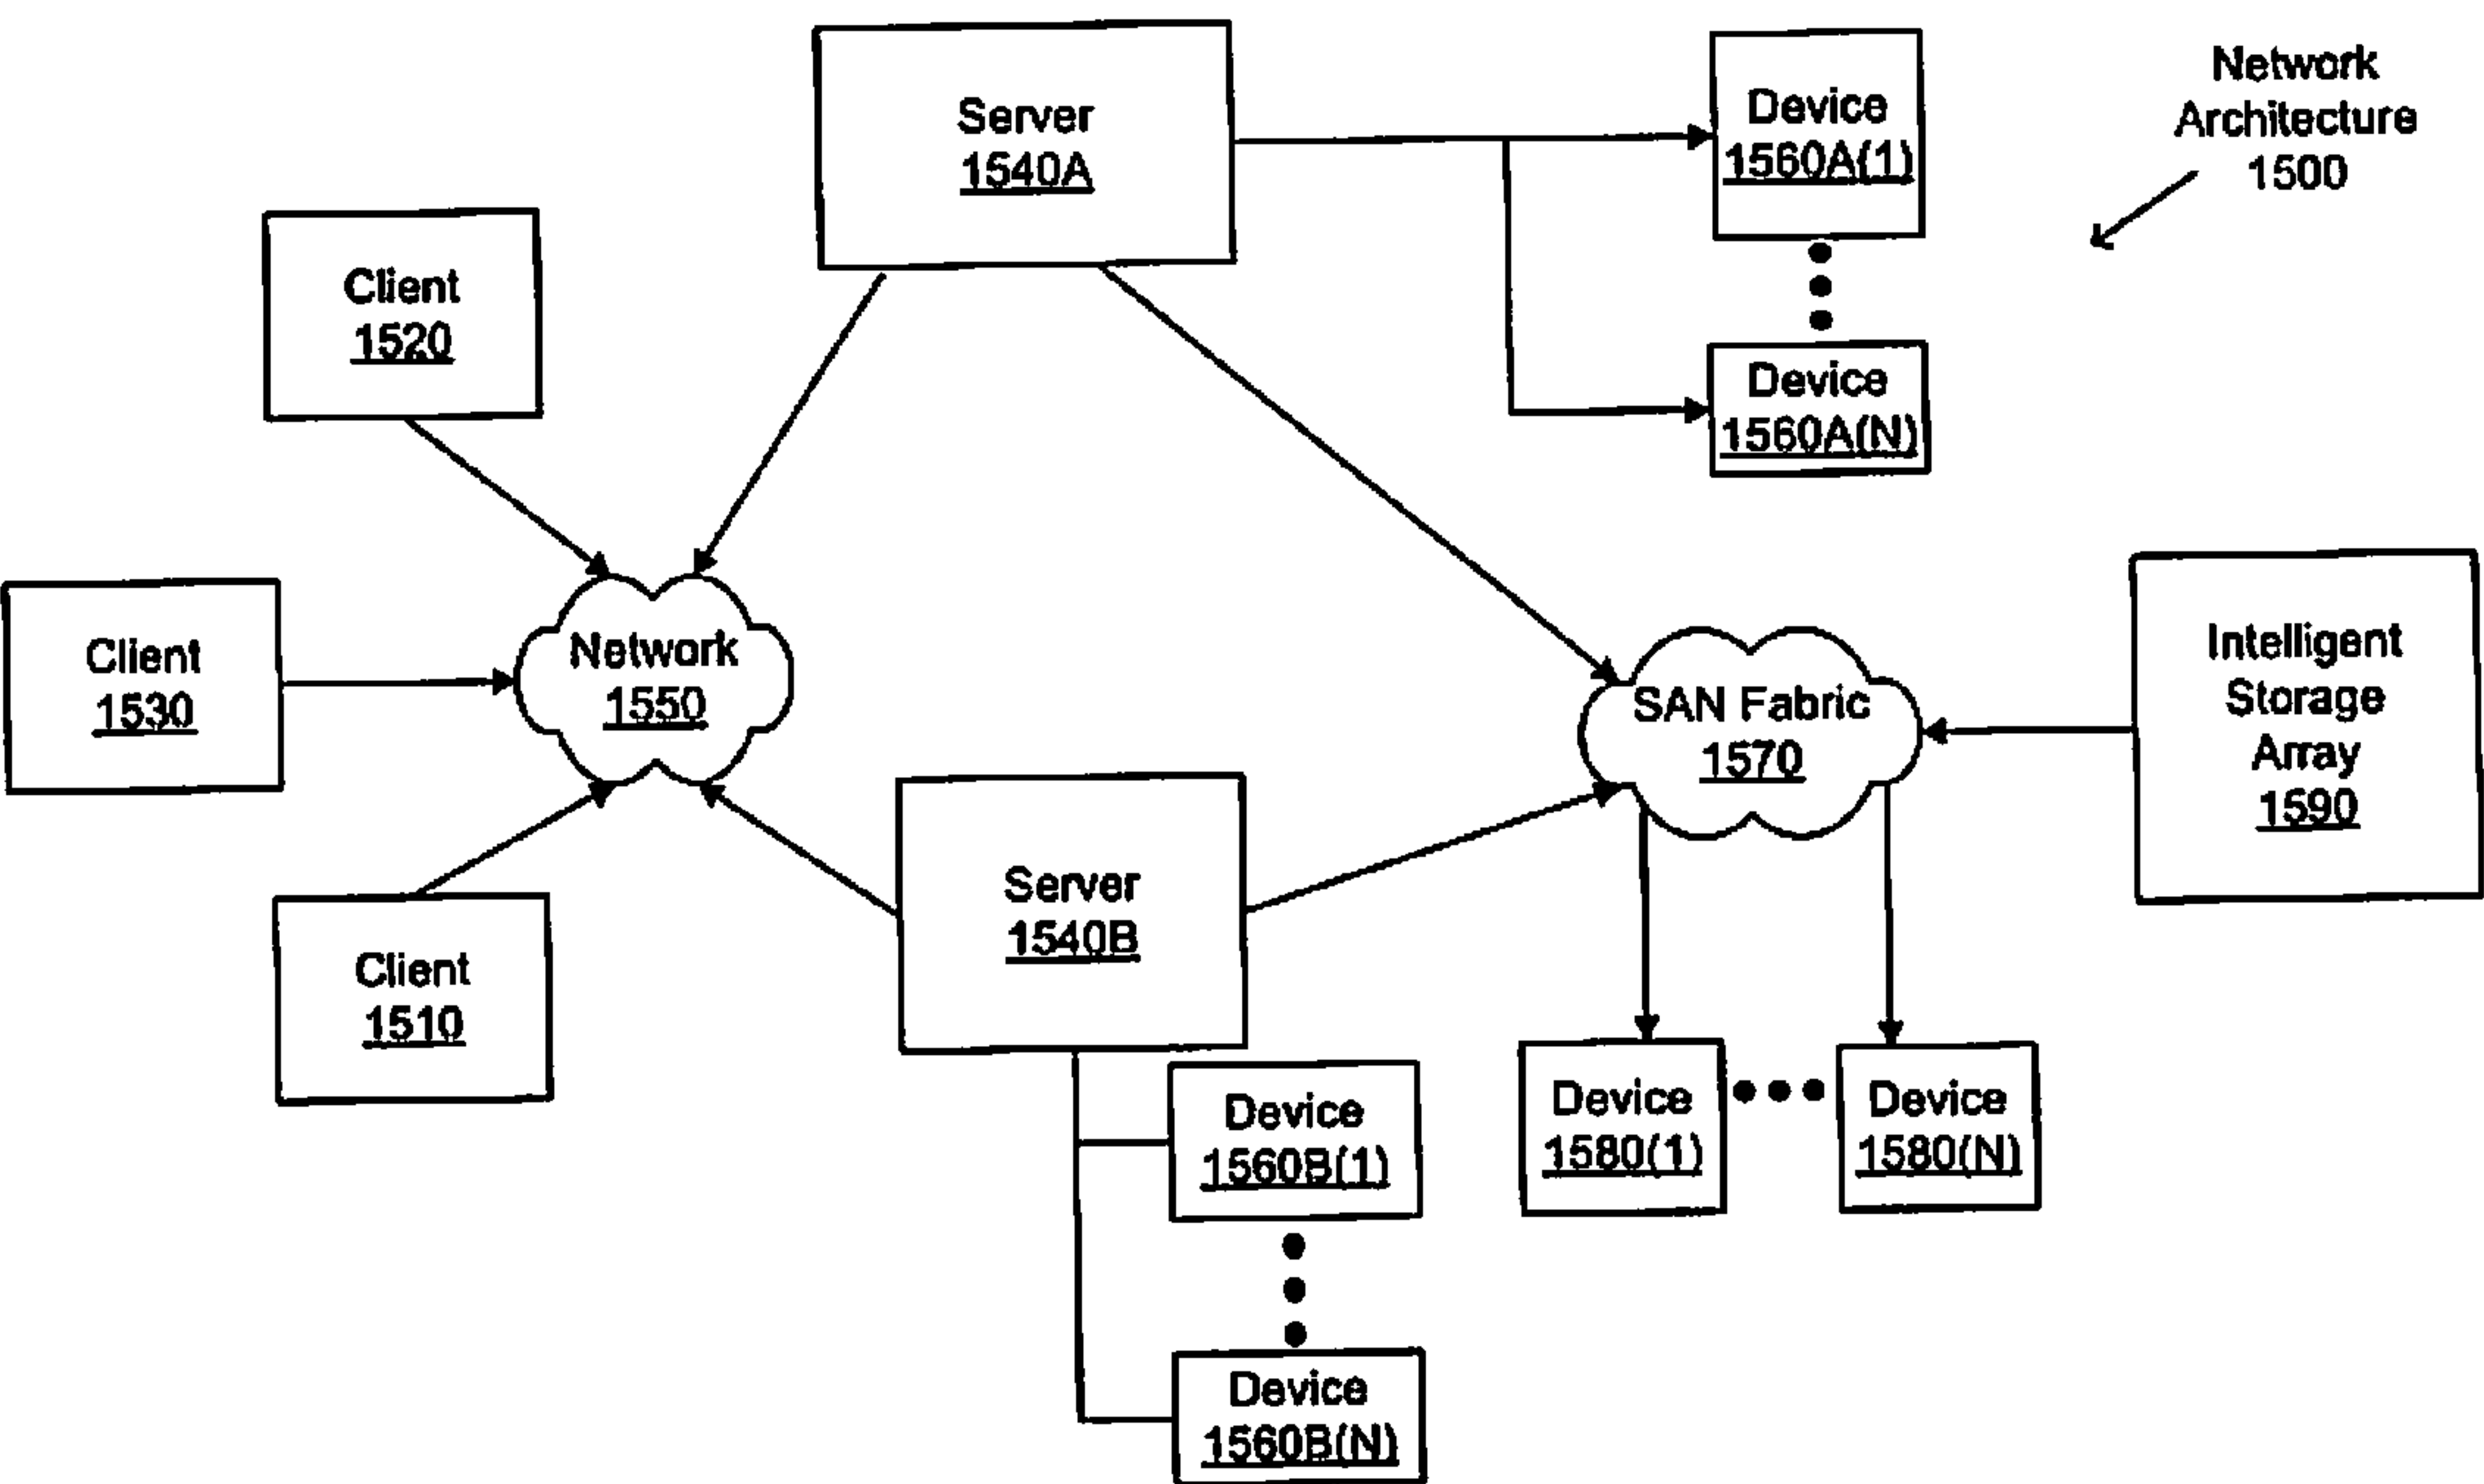 Server
1540A
Device
1560A(1)
Network
Architecture
1500
Client
1520
Device
1560A(N)
Client
1530
Network
1550
SAN Fabric
1570
Intelligent
Storage
Array
1590
Server
1540B
Client
1510
Device
1560B(1)
Device
1580(1)
Device
1580(N)
Device
1560B(N)